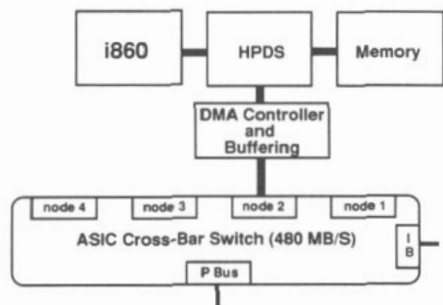 i860
HPDS
Memory
DMA Controller
and
Buffering
node 4
node 3
node 2
node 1
ASIC Cross-Bar Switch (480 MB/S)
I
B
P Bus